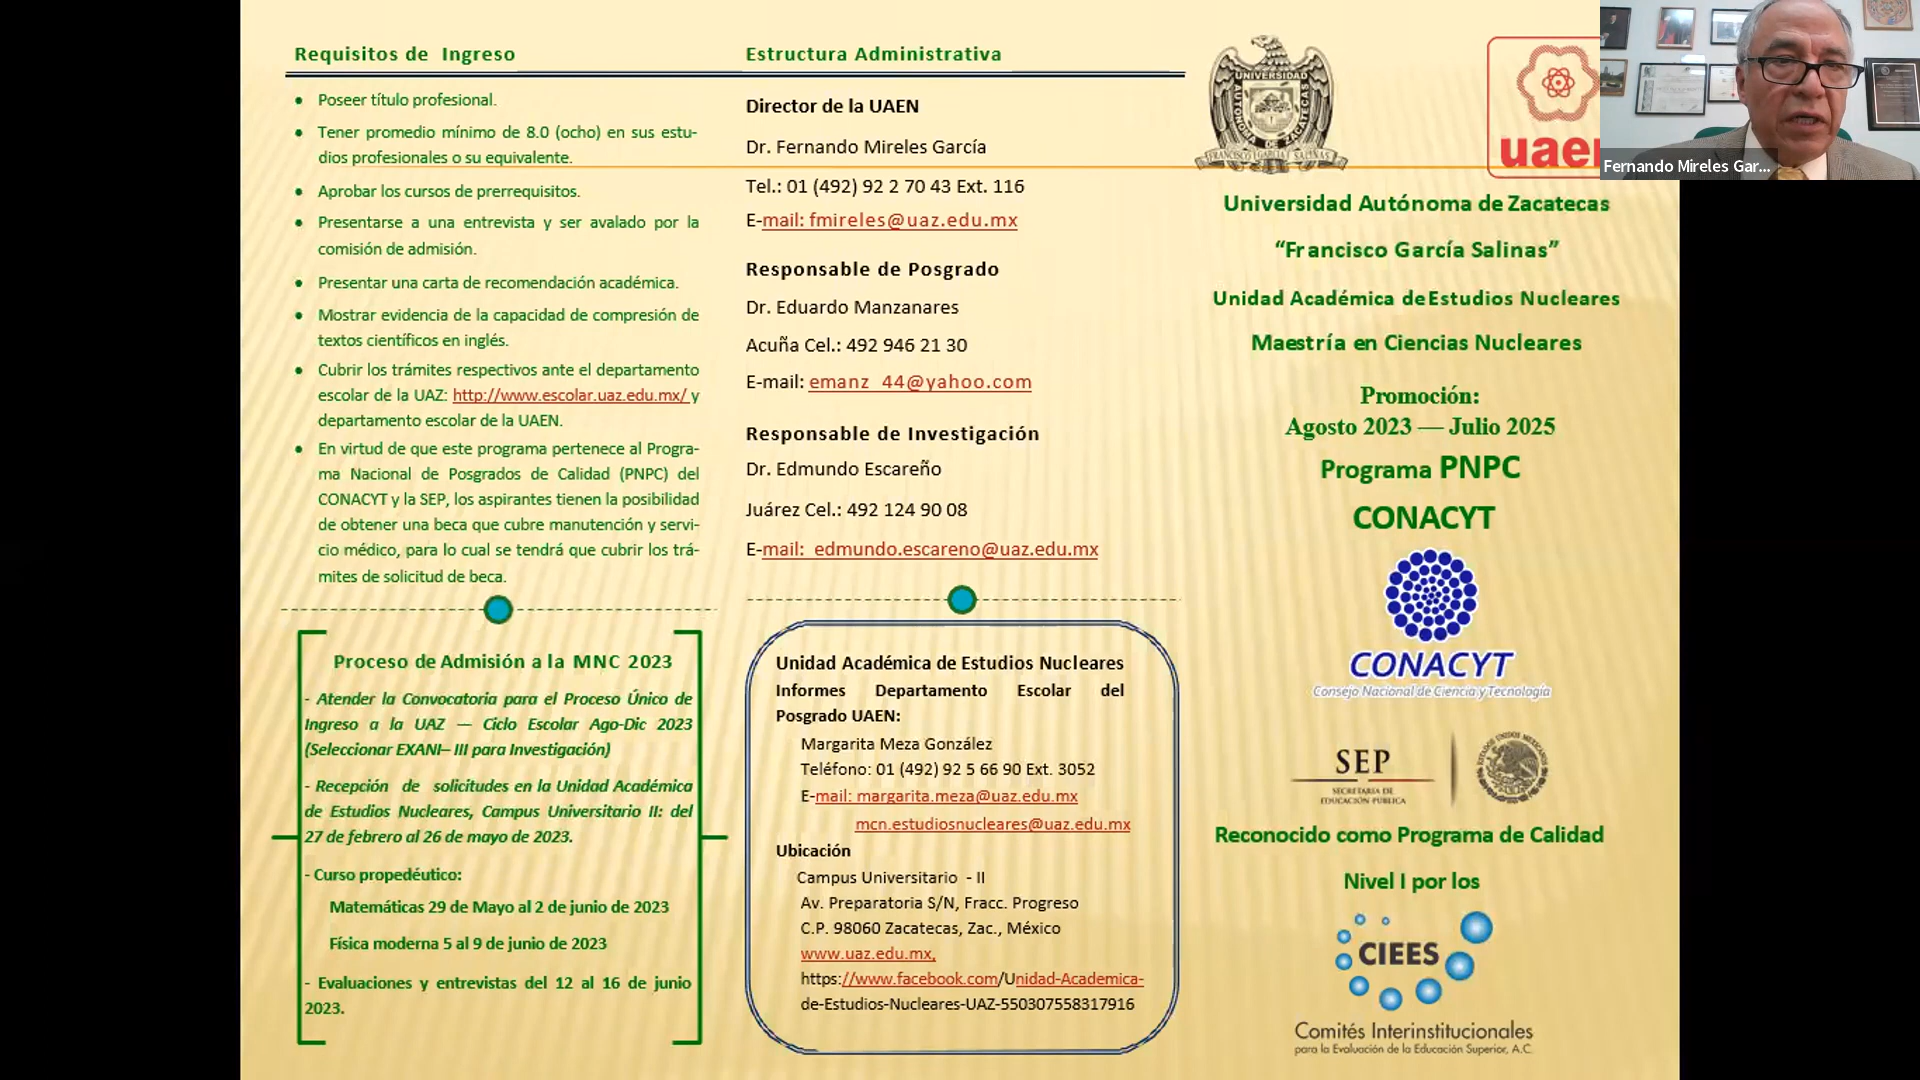 Requisitos de Ingreso
Poseer título profesional.
Tener promedio mínimo de 8.0 (ocho) en sus estu-
dios profesionales o su equivalente.
Aprobar los cursos de prerrequisitos.
Presentarse a una entrevista y ser avalado por la
comisión de admisión.
Presentar una carta de recomendación académica.
Mostrar evidencia de la capacidad de compresión de
textos científicos en inglés.
Cubrir los trámites respectivos ante el departamento
escolar de la UAZ: http://www.escolar.uaz.edu.mx/ y
departamento escolar de la UAEN.
En virtud de que este programa pertenece al Progra-
ma Nacional de Posgrados de Calidad (PNPC) del
CONACYT y la SEP, los aspirantes tienen la posibilidad
de obtener una beca que cubre manutención y servi-
cio médico, para lo cual se tendrá que cubrir los trá-
mites de solicitud de beca.
Proceso de Admisión a la MNC 2023
- Atender la Convocatoria para el Proceso Único de
Ingreso a la UAZ — Ciclo Escolar Ago-Dic 2023
(Seleccionar EXANI– III para Investigación)
- Recepción de solicitudes en la Unidad Académica
de Estudios Nucleares, Campus Universitario II: del
27 de febrero al 26 de mayo de 2023.
- Curso propedéutico:
Matemáticas 29 de Mayo al 2 de junio de 2023
Física moderna 5 al 9 de junio de 2023
- Evaluaciones y entrevistas del 12 al 16 de junio
2023.
Estructura Administrativa
Director de la UAEN
Dr. Fernando Mireles García
Tel.: 01 (492) 92 2 70 43 Ext. 116
E-mail: fmireles@uaz.edu.mx
Responsable de Posgrado
Dr. Eduardo Manzanares
Acuña Cel.: 492 946 21 30
E-mail: emanz_44@yahoo.com
Responsable de Investigación
Dr. Edmundo Escareño
Juárez Cel.: 492 124 90 08
E-mail: edmundo.escareno@uaz.edu.mx
Unidad Académica de Estudios Nucleares
Informes Departamento Escolar del
Posgrado UAEN:
Margarita Meza González
Teléfono: 01 (492) 92 5 66 90 Ext. 3052
E-mail: margarita.meza@uaz.edu.mx
mcn.estudiosnucleares@uaz.edu.mx
Ubicación
Campus Universitario - II
Av. Preparatoria S/N, Fracc. Progreso
C.P. 98060 Zacatecas, Zac., México
www.uaz.edu.mx,
https://www.facebook.com/Unidad-Academica-
de-Estudios-Nucleares-UAZ-550307558317916
UNIVERSIDAD
AUTÓNOMA DE ZACATECAS
FRANCISCO GARCÍA SALINAS
uaen
Fernando Mireles Gar...
Universidad Autónoma de Zacatecas
“Francisco García Salinas”
Unidad Académica de Estudios Nucleares
Maestría en Ciencias Nucleares
Promoción:
Agosto 2023 — Julio 2025
Programa PNPC
CONACYT
CONACYT
Consejo Nacional de Ciencia y Tecnología
SEP
SECRETARÍA DE
EDUCACIÓN PÚBLICA
ESTADOS UNIDOS MEXICANOS
Reconocido como Programa de Calidad
Nivel I por los
CIEES
Comités Interinstitucionales
para la Evaluación de la Educación Superior, A.C.